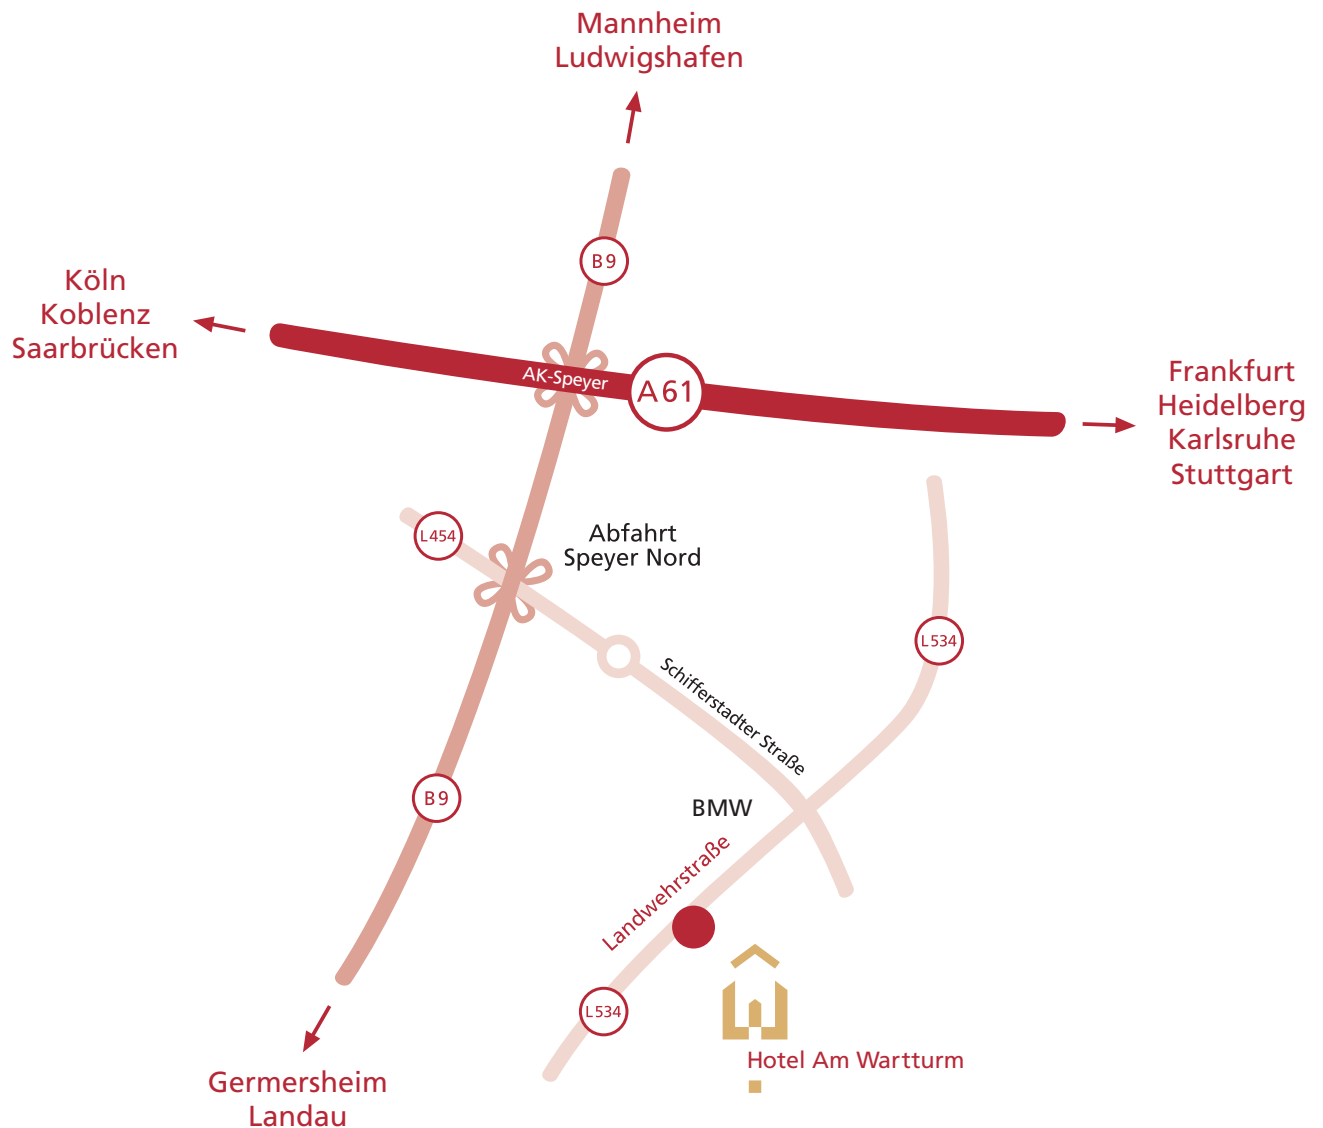 Mannheim
Ludwigshafen
B9
Köln
Koblenz
Saarbrücken
AK-Speyer
A61
Frankfurt
Heidelberg
Karlsruhe
Stuttgart
L454
Abfahrt
Speyer Nord
L534
Schifferstadter Straße
B9
BMW
Landwehrstraße
L534
Hotel Am Wartturm
Germersheim
Landau